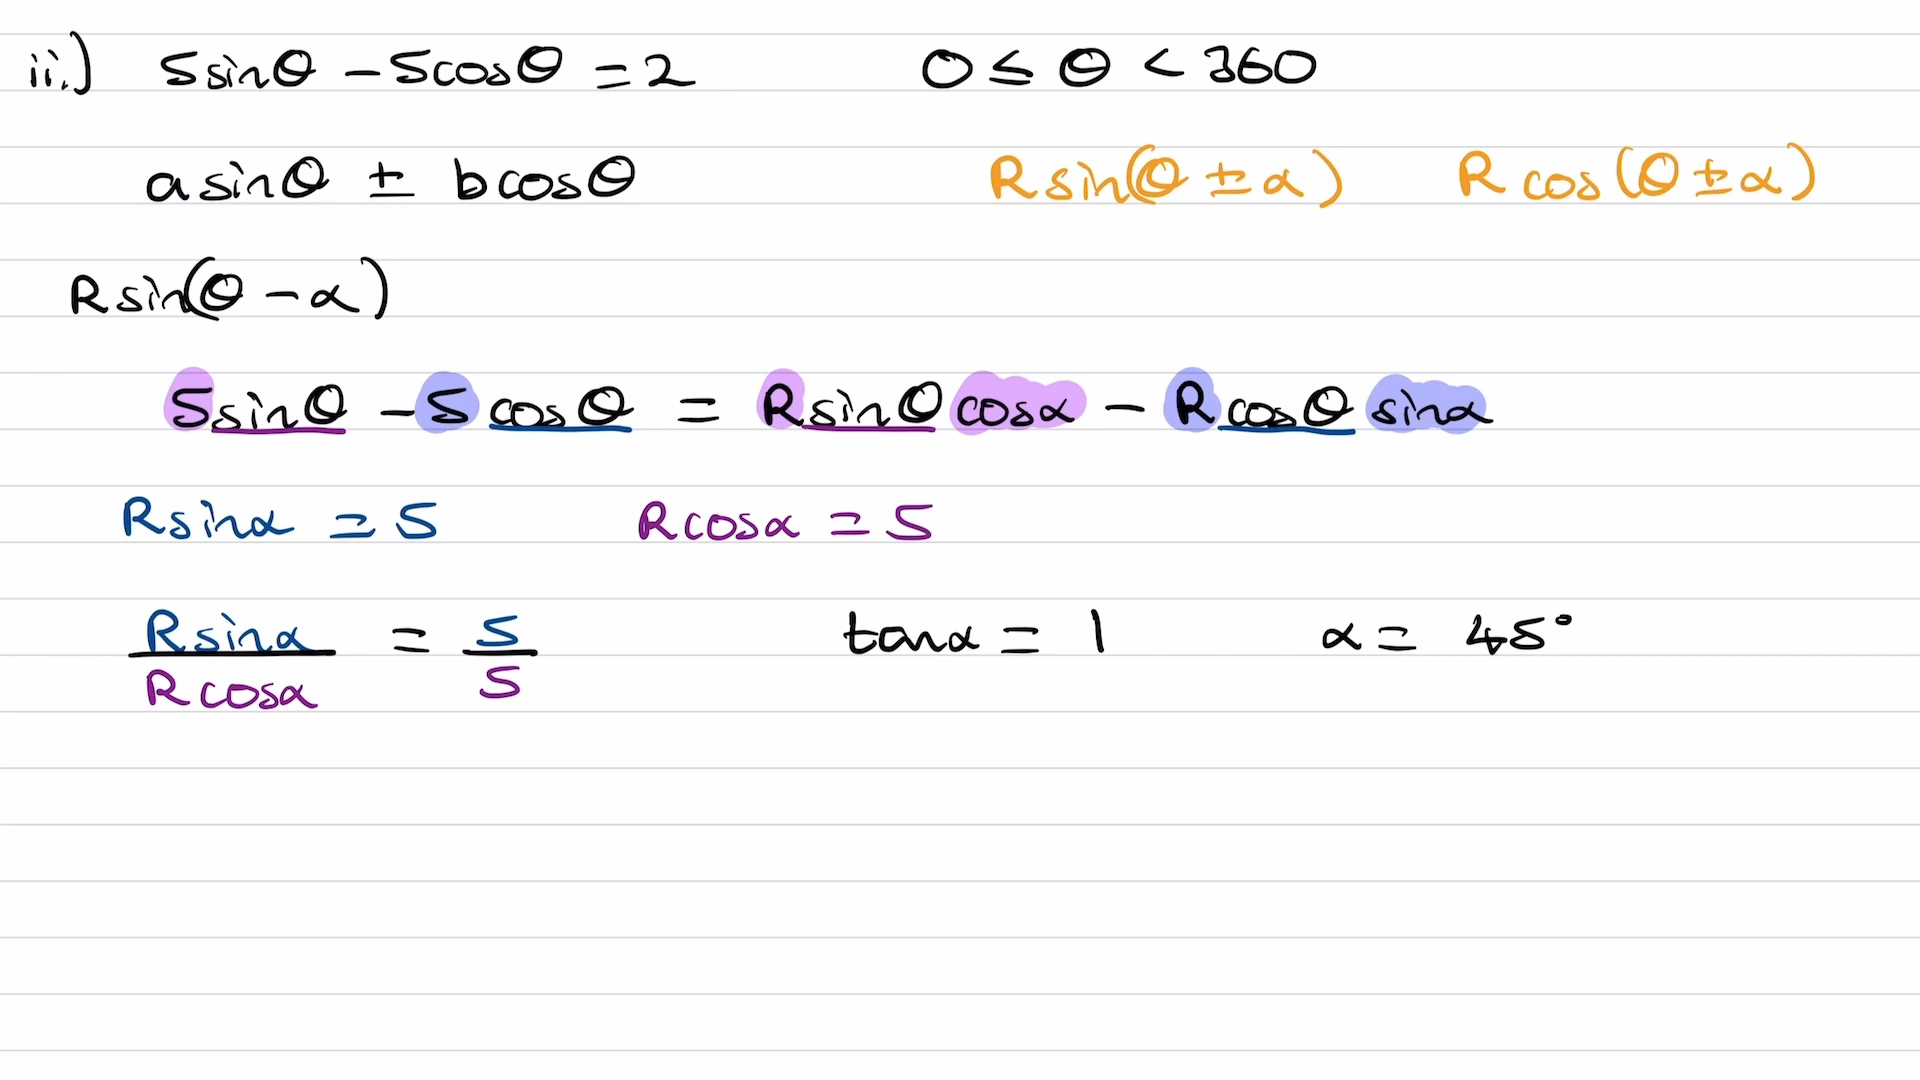 ii.) 5sinθ - 5cosθ = 2 0 ≤ θ < 360
asinθ ± bcosθ Rsin(θ ± α) Rcos(θ ± α)
Rsin(θ - α)
5sinθ - 5cosθ = Rsinθcosα - Rcosθsinα
Rsinα = 5 Rcosα = 5
Rsinα/Rcosα = 5/5 tanα = 1 α = 45°